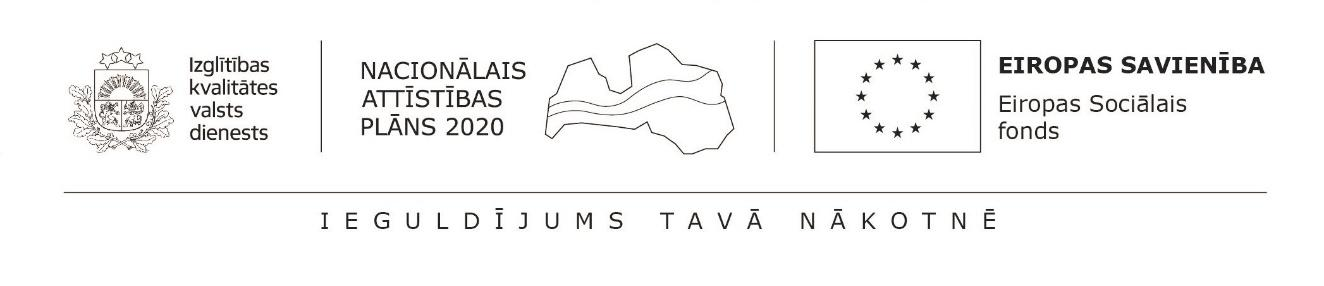 Izglītības
kvalitātes
valsts
dienests
NACIONĀLAIS
ATTĪSTĪBAS
PLĀNS 2020
EIROPAS SAVIENĪBA
Eiropas Sociālais
fonds
IEGULDĪJUMS TAVĀ NĀKOTNĒ